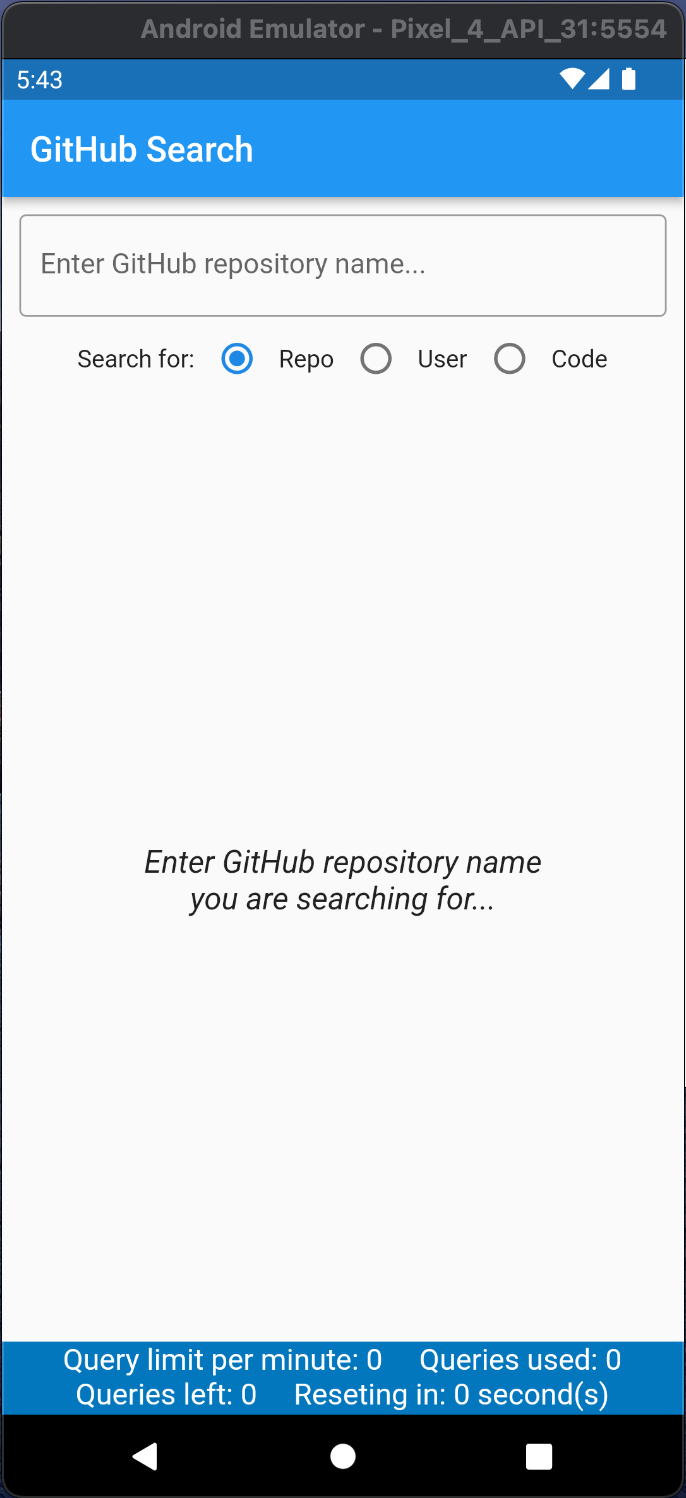 Android Emulator - Pixel_4_API_31:5554
5:43
GitHub Search
Enter GitHub repository name...
Search for: Repo User Code
Enter GitHub repository name
you are searching for...
Query limit per minute: 0 Queries used: 0
Queries left: 0 Reseting in: 0 second(s)